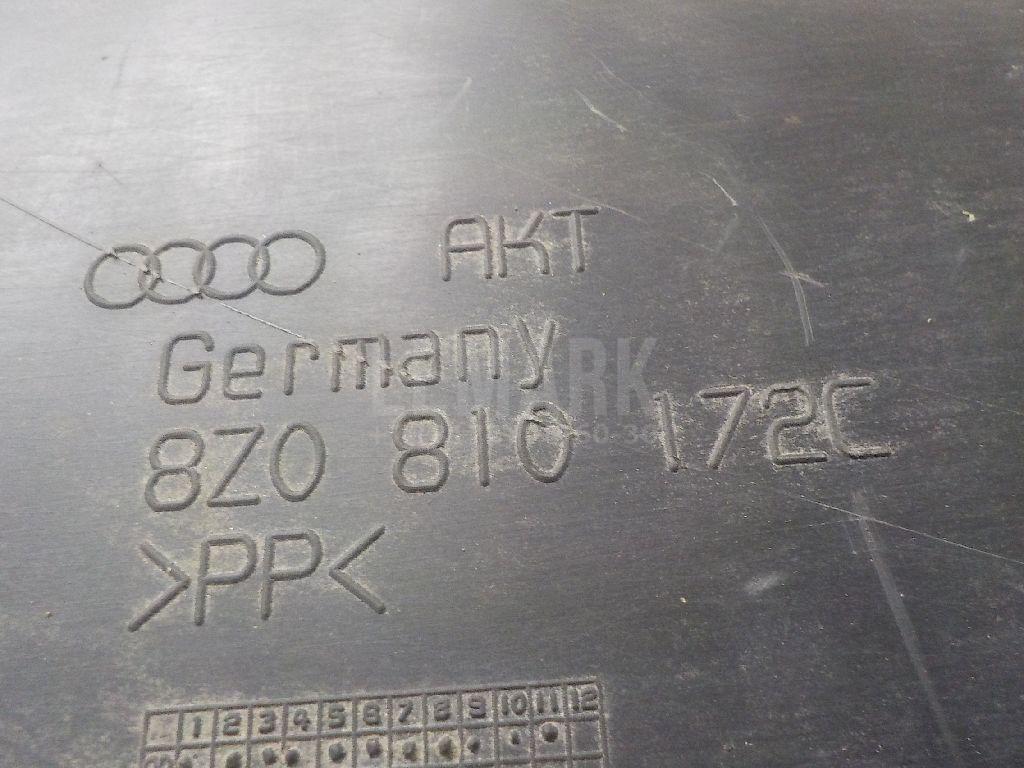 AKT
Germany
8Z0 810 172C
>PP<
1 2 3 4 5 6 7 8 9 10 11 12